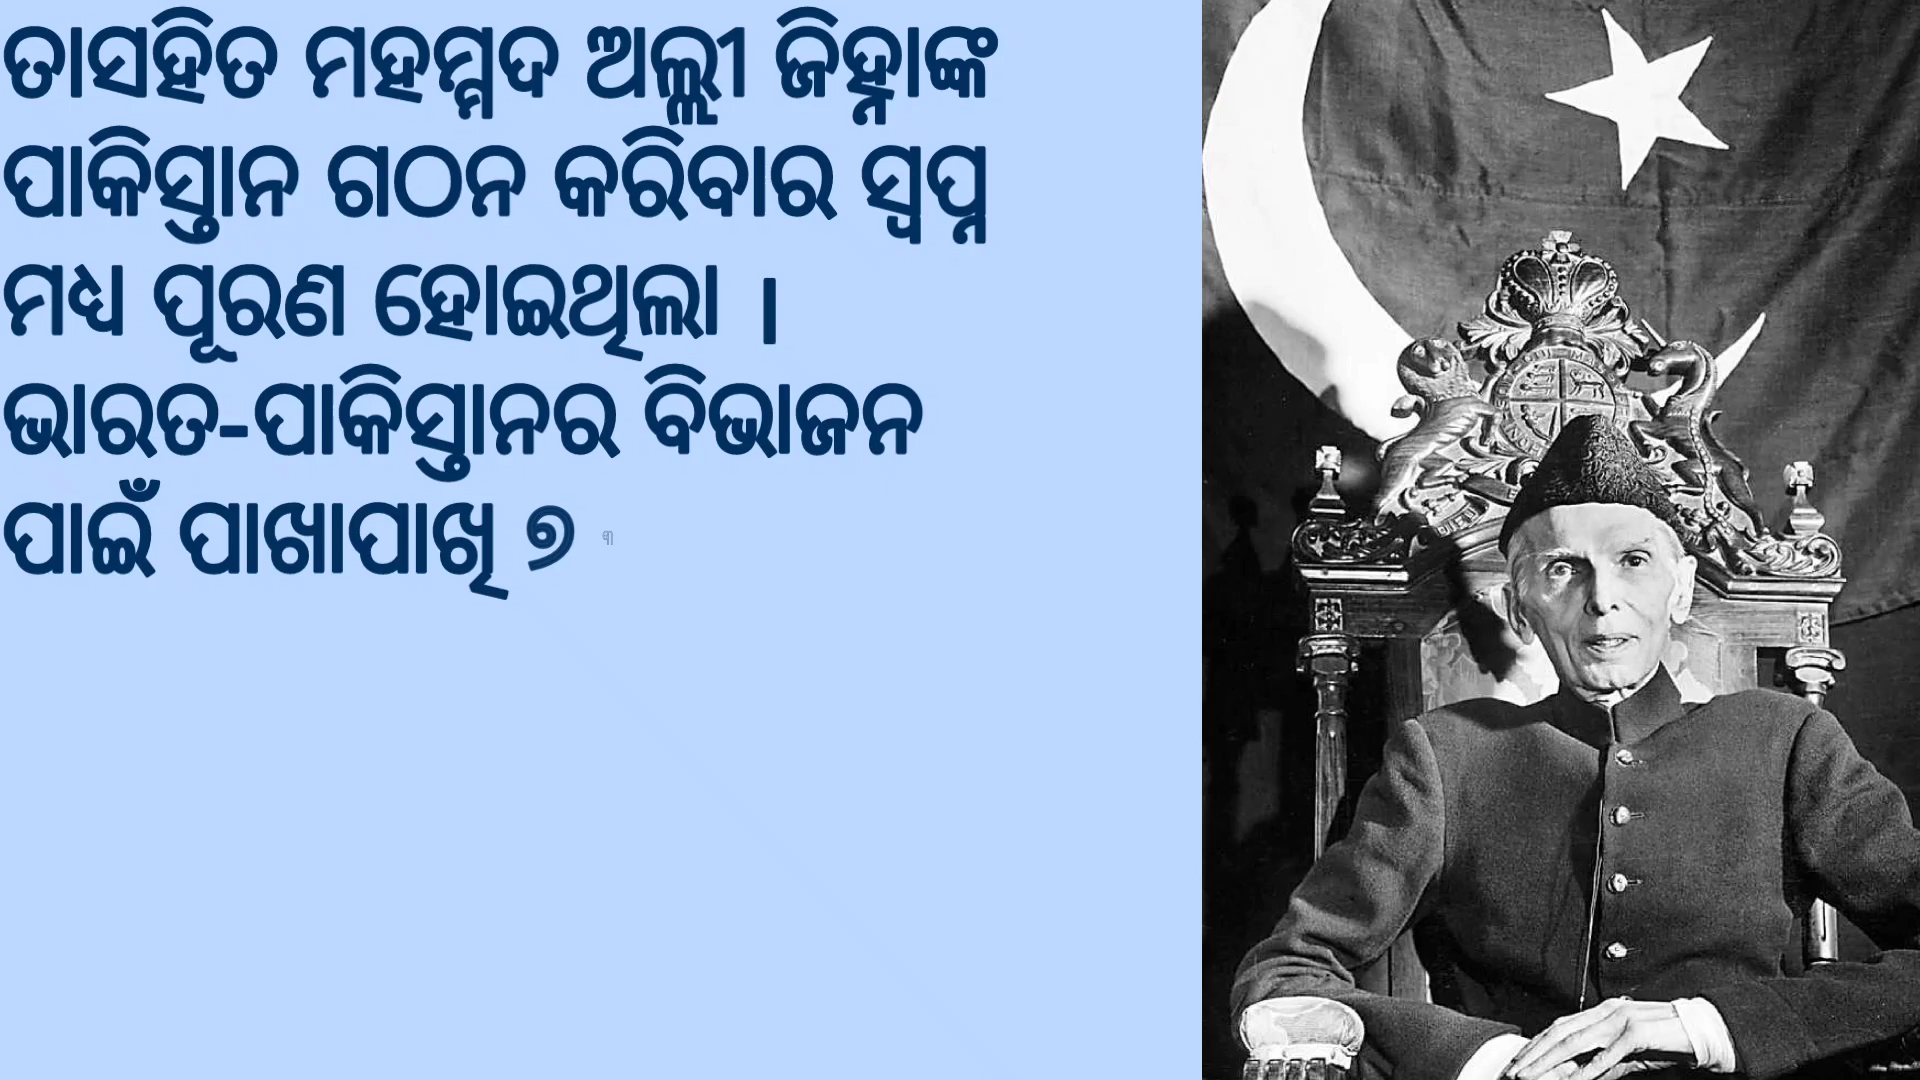 ତାସହିତ ମହମ୍ମଦ ଅଲ୍ଲୀ ଜିହ୍ନାଙ୍କ
ପାକିସ୍ତାନ ଗଠନ କରିବାର ସ୍ୱପ୍ନ
ମଧ୍ୟ ପୂରଣ ହୋଇଥିଲା ।
ଭାରତ-ପାକିସ୍ତାନର ବିଭାଜନ
ପାଇଁ ପାଖାପାଖି ୭